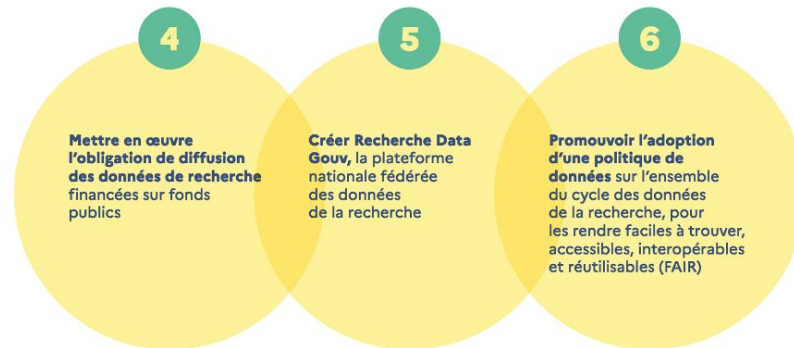 4
Mettre en œuvre
l’obligation de diffusion
des données de recherche
financées sur fonds
publics
5
Créer Recherche Data
Gouv, la plateforme
nationale fédérée
des données
de la recherche
6
Promouvoir l’adoption
d’une politique de
données sur l’ensemble
du cycle des données
de la recherche, pour
les rendre faciles à trouver,
accessibles, interopérables
et réutilisables (FAIR)